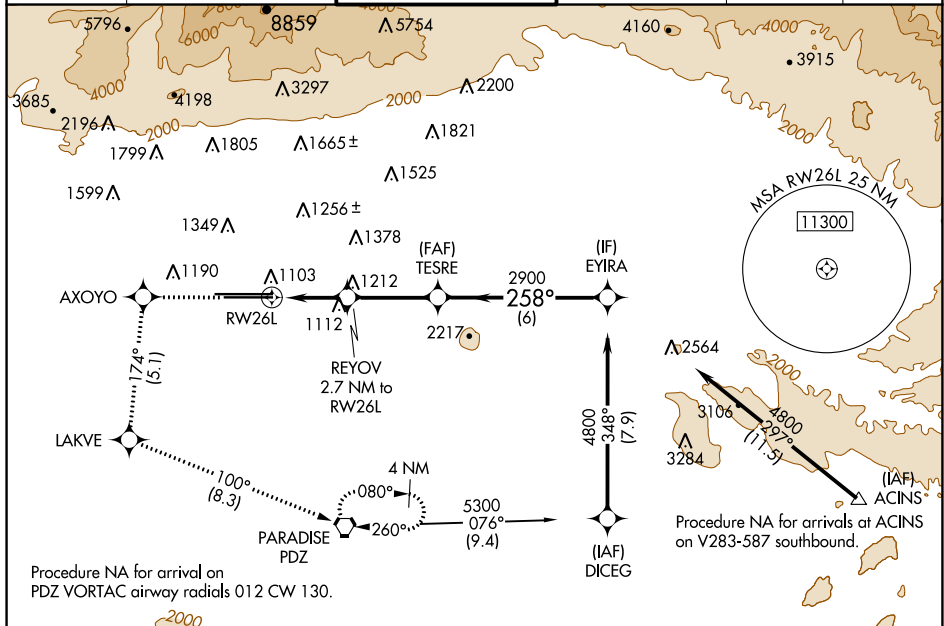 5796
8859
6000
5754
4160
4000
3915
3685
4000
4198
3297
2000
2200
2196
2000
1799
1805
1665 ±
1821
2000
1525
1599
MSA RW26L 25 NM
11300
1349
1256 ±
1378
(FAF)
TESRE
(IF)
EYIRA
1190
1103
1212
2900
258°
(6)
AXOYO
RW26L
1112
2217
REYOV
2.7 NM to
RW26L
174°
(5.1)
2564
2000
3106
4800
297°
(11.5)
4800
348°
(7.9)
3284
LAKVE
100°
(8.3)
4 NM
080°
260°
5300
076°
(9.4)
PARADISE
PDZ
(IAF)
DICEG
(IAF)
ACINS
Procedure NA for arrivals at ACINS
on V283-587 southbound.
Procedure NA for arrival on
PDZ VORTAC airway radials 012 CW 130.
2000